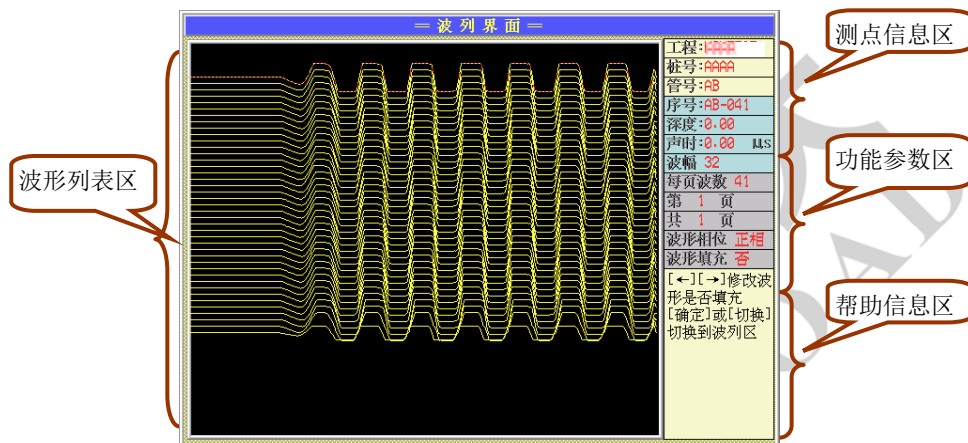 ═ 波 列 界 面 ═
工程:
桩号:AAAA
管号:AB
序号:AB-041
深度:0.00
声时:0.00 μs
波幅 32
每页波数 41
第 1 页
共 1 页
波形相位 正相
波形填充 否
[←][→]修改波
形是否填充
[确定]或[切换]
切换到波列区
波形列表区
测点信息区
功能参数区
帮助信息区